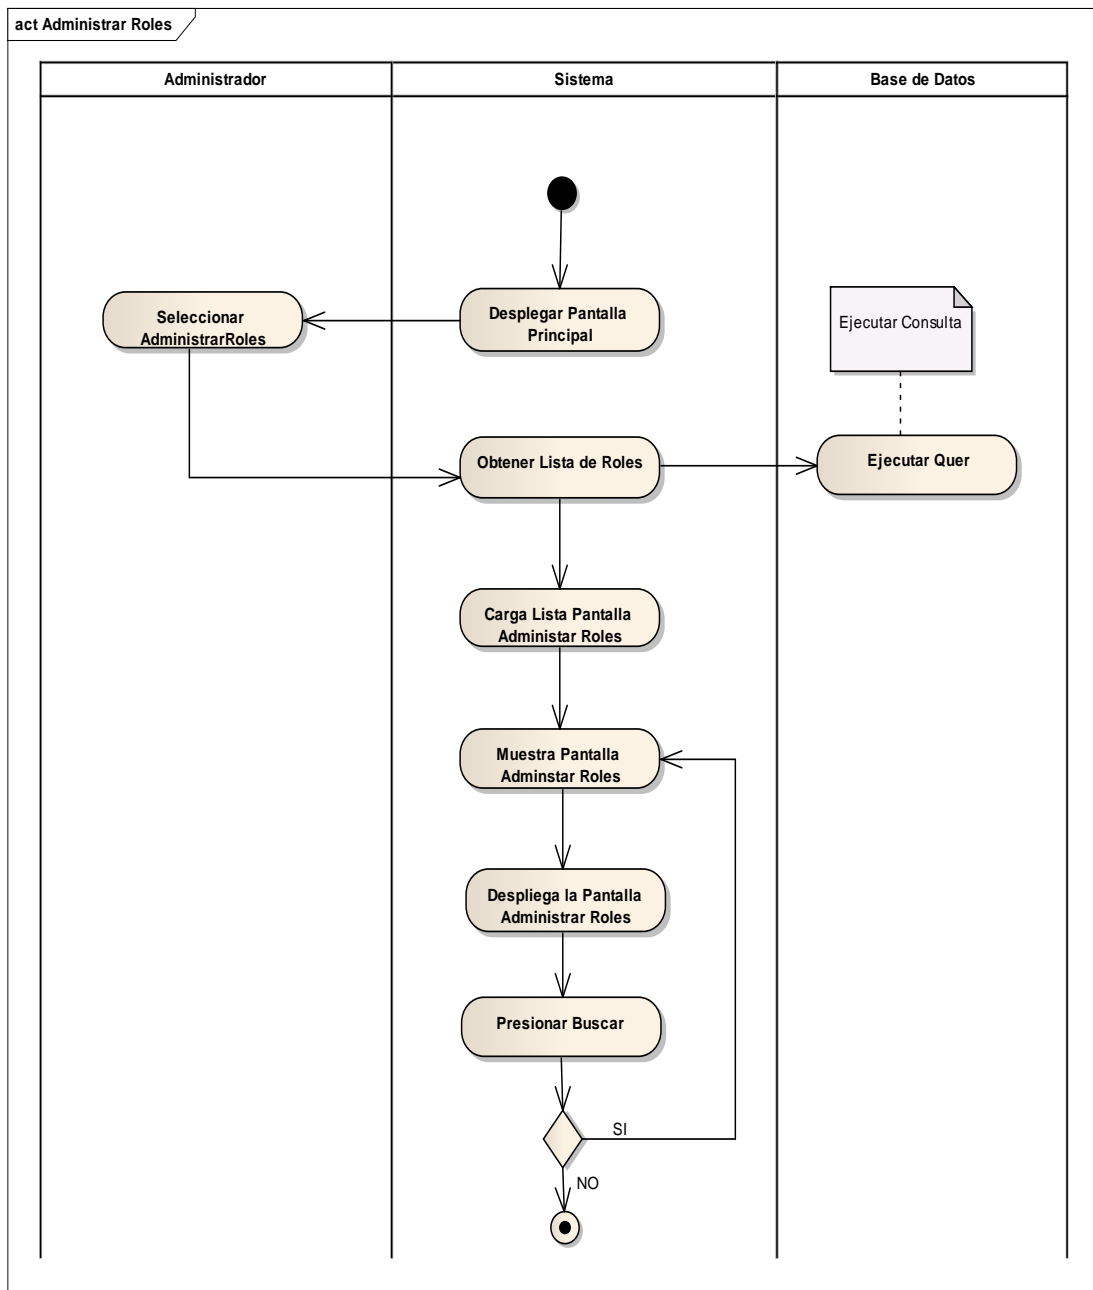 act Administrar Roles
Administrador
Sistema
Base de Datos
Desplegar Pantalla
Principal
Seleccionar
AdministrarRoles
Ejecutar Consulta
Obtener Lista de Roles
Ejecutar Quer
Carga Lista Pantalla
Administar Roles
Muestra Pantalla
Adminstar Roles
Despliega la Pantalla
Administrar Roles
Presionar Buscar
SI
NO